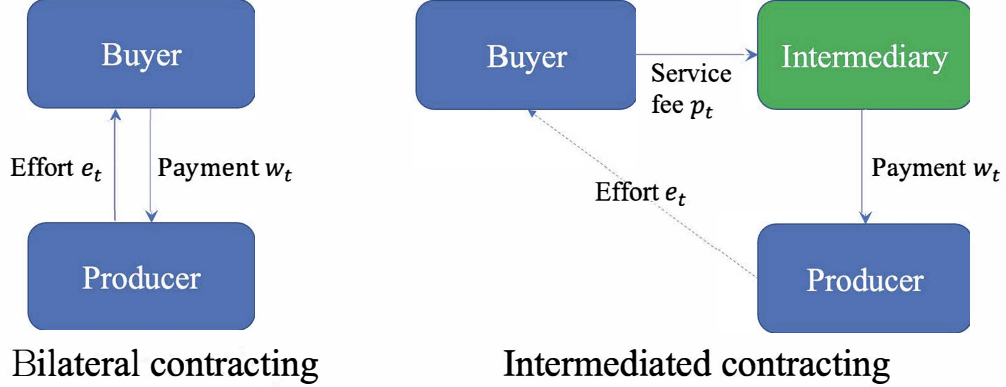 Buyer
Effort e_t
Payment w_t
Producer
Bilateral contracting
Buyer
Service
fee p_t
Intermediary
Effort e_t
Payment w_t
Producer
Intermediated contracting